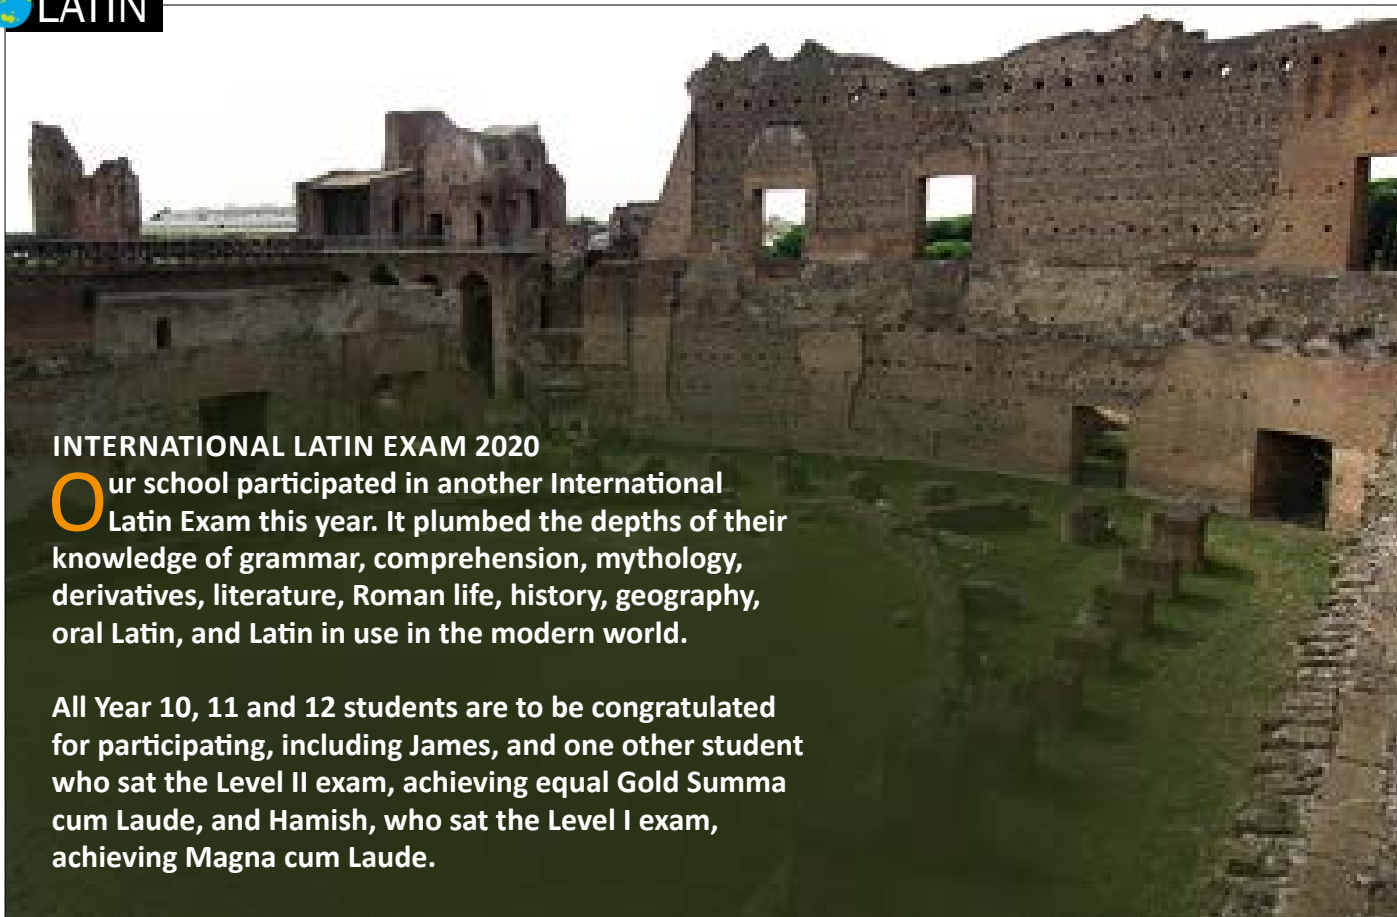 LATIN
INTERNATIONAL LATIN EXAM 2020
Our school participated in another International
Latin Exam this year. It plumbed the depths of their
knowledge of grammar, comprehension, mythology,
derivatives, literature, Roman life, history, geography,
oral Latin, and Latin in use in the modern world.
All Year 10, 11 and 12 students are to be congratulated
for participating, including James, and one other student
who sat the Level II exam, achieving equal Gold Summa
cum Laude, and Hamish, who sat the Level I exam,
achieving Magna cum Laude.